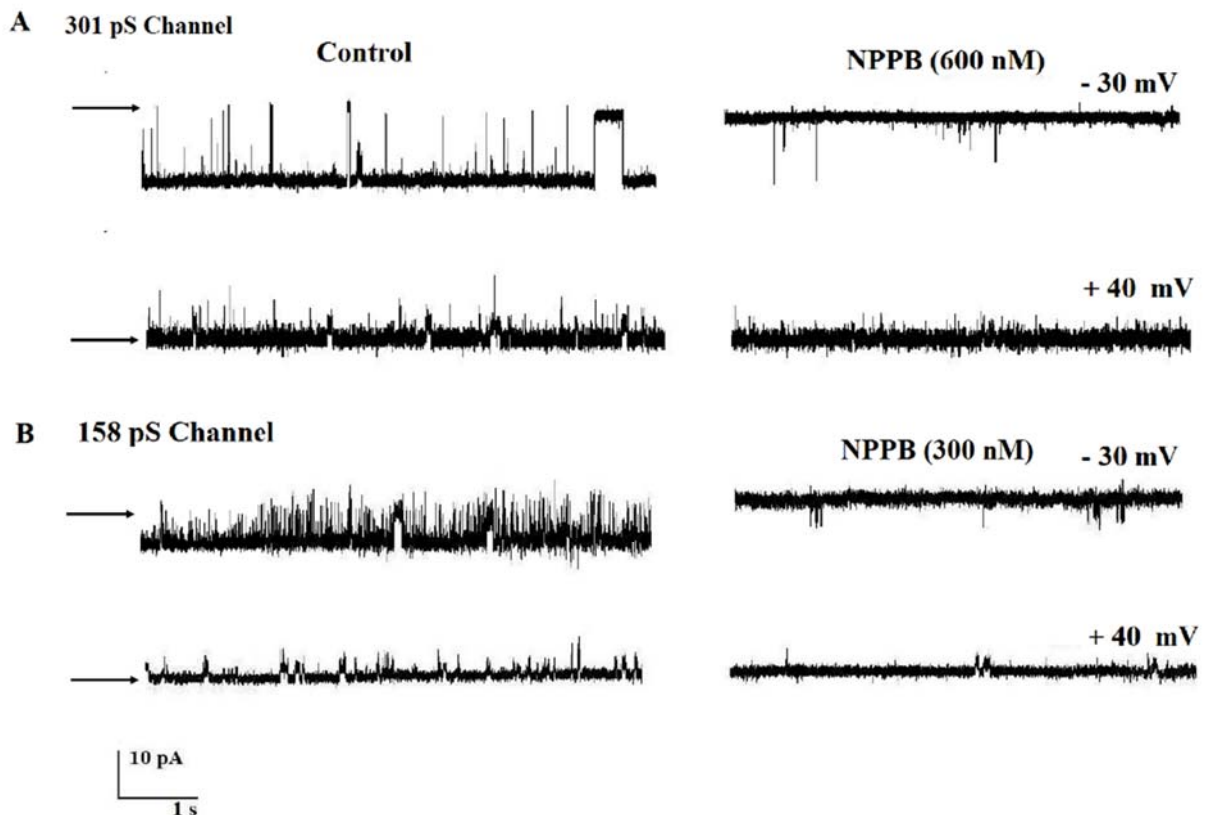 A 301 pS Channel
Control
NPPB (600 nM)
- 30 mV
+ 40 mV
B 158 pS Channel
NPPB (300 nM)
- 30 mV
+ 40 mV
10 pA
1 s